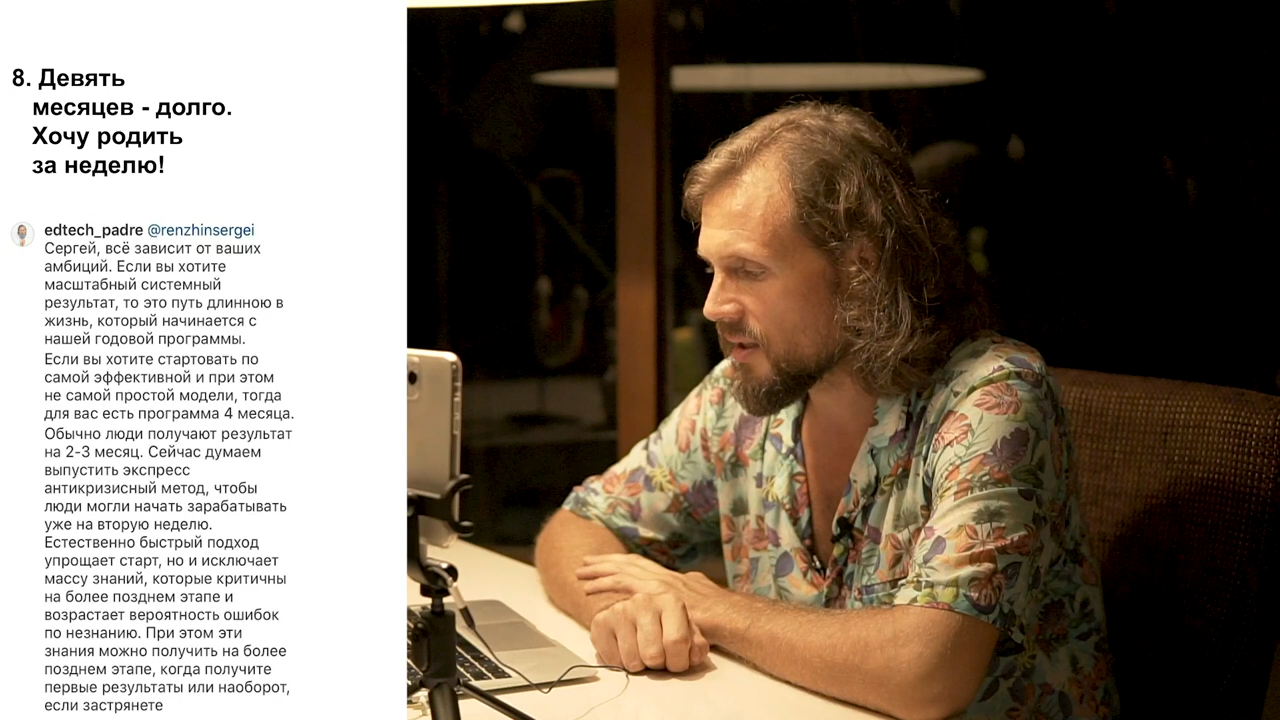 8. Девять
месяцев - долго.
Хочу родить
за неделю!
edtech_padre @renzhinsergei
Сергей, всё зависит от ваших
амбиций. Если вы хотите
масштабный системный
результат, то это путь длинною в
жизнь, который начинается с
нашей годовой программы.
Если вы хотите стартовать по
самой эффективной и при этом
не самой простой модели, тогда
для вас есть программа 4 месяца.
Обычно люди получают результат
на 2-3 месяц. Сейчас думаем
выпустить экспресс
антикризисный метод, чтобы
люди могли начать зарабатывать
уже на вторую неделю.
Естественно быстрый подход
упрощает старт, но и исключает
массу знаний, которые критичны
на более позднем этапе и
возрастает вероятность ошибок
по незнанию. При этом эти
знания можно получить на более
позднем этапе, когда получите
первые результаты или наоборот,
если застрянете